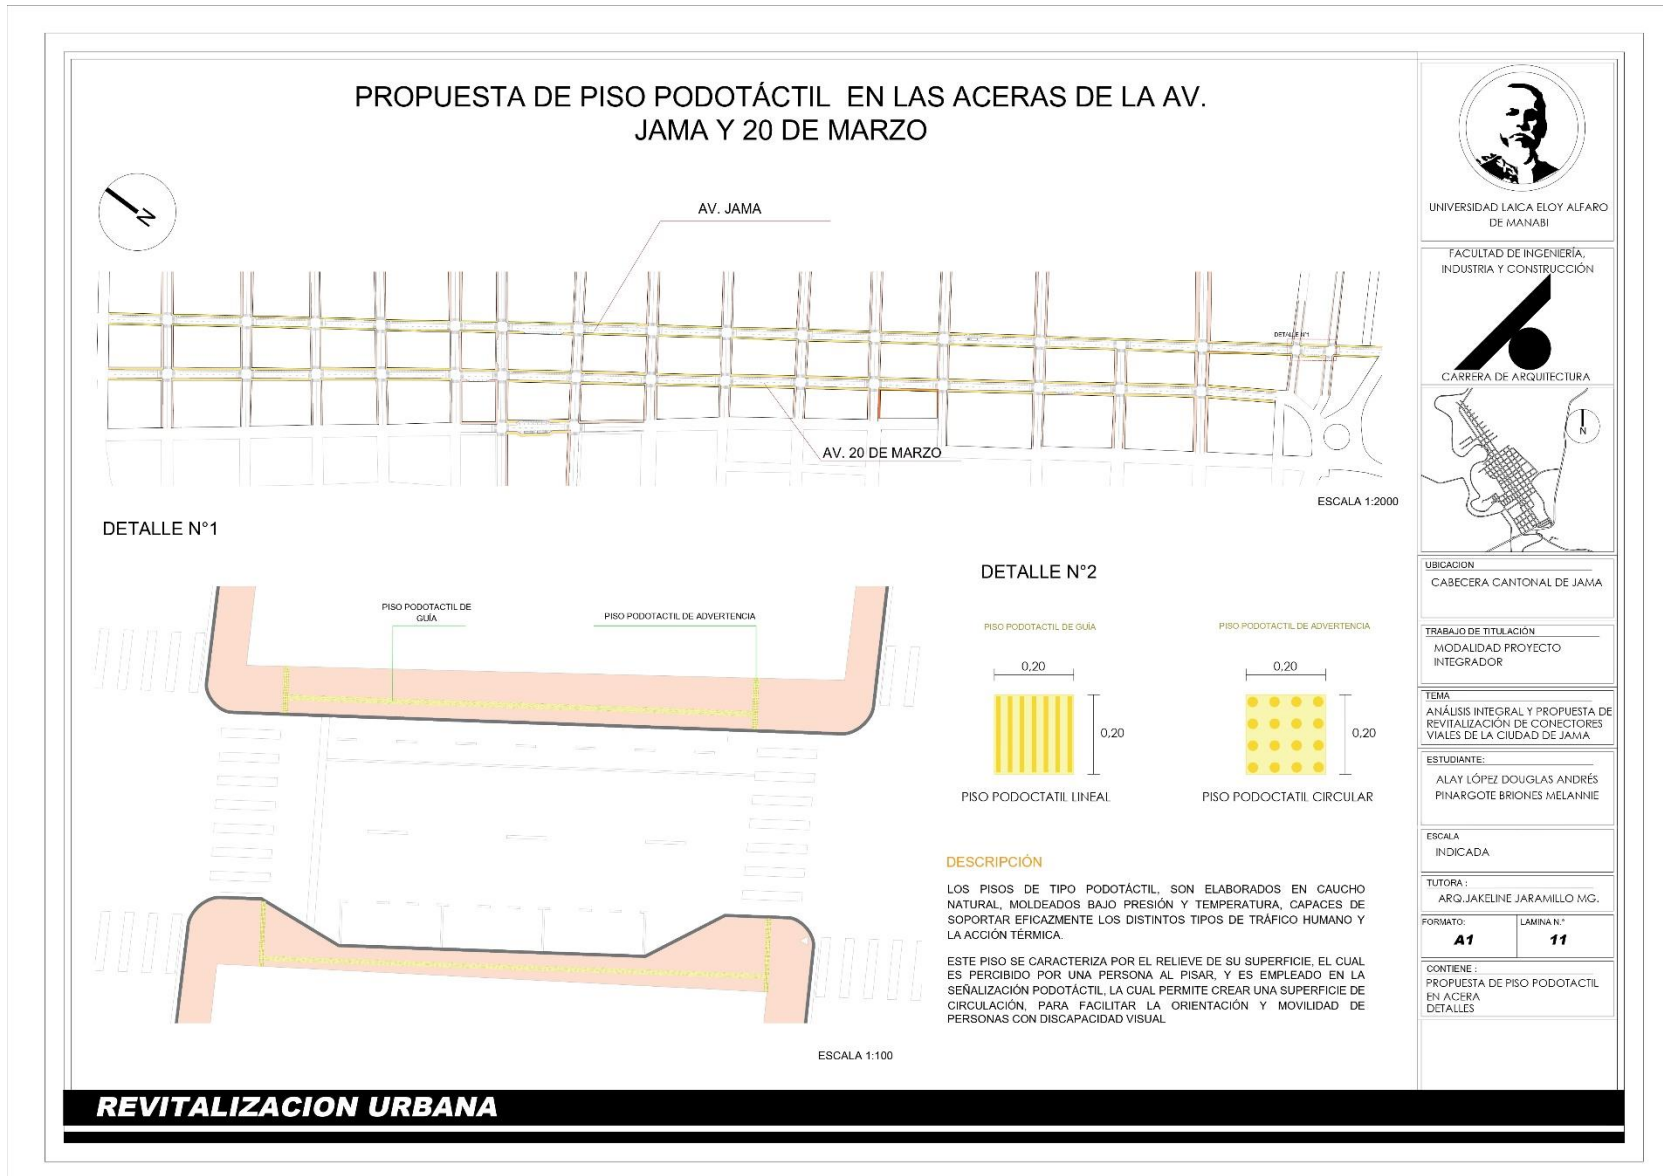 PROPUESTA DE PISO PODOTÁCTIL EN LAS ACERAS DE LA AV.
JAMA Y 20 DE MARZO
N
AV. JAMA
DETALLE N°1
AV. 20 DE MARZO
ESCALA 1:2000
DETALLE N°1
PISO PODOTACTIL DE
GUÍA
PISO PODOTACTIL DE ADVERTENCIA
ESCALA 1:100
DETALLE N°2
PISO PODOTACTIL DE GUÍA
PISO PODOTACTIL DE ADVERTENCIA
0,20
0,20
0,20
0,20
PISO PODOCTATIL LINEAL
PISO PODOCTATIL CIRCULAR
DESCRIPCIÓN
LOS PISOS DE TIPO PODOTÁCTIL, SON ELABORADOS EN CAUCHO
NATURAL, MOLDEADOS BAJO PRESIÓN Y TEMPERATURA, CAPACES DE
SOPORTAR EFICAZMENTE LOS DISTINTOS TIPOS DE TRÁFICO HUMANO Y
LA ACCIÓN TÉRMICA.
ESTE PISO SE CARACTERIZA POR EL RELIEVE DE SU SUPERFICIE, EL CUAL
ES PERCIBIDO POR UNA PERSONA AL PISAR, Y ES EMPLEADO EN LA
SEÑALIZACIÓN PODOTÁCTIL, LA CUAL PERMITE CREAR UNA SUPERFICIE DE
CIRCULACIÓN, PARA FACILITAR LA ORIENTACIÓN Y MOVILIDAD DE
PERSONAS CON DISCAPACIDAD VISUAL
UNIVERSIDAD LAICA ELOY ALFARO
DE MANABI
FACULTAD DE INGENIERÍA,
INDUSTRIA Y CONSTRUCCIÓN
CARRERA DE ARQUITECTURA
N
UBICACION
CABECERA CANTONAL DE JAMA
TRABAJO DE TITULACIÓN
MODALIDAD PROYECTO
INTEGRADOR
TEMA
ANÁLISIS INTEGRAL Y PROPUESTA DE
REVITALIZACIÓN DE CONECTORES
VIALES DE LA CIUDAD DE JAMA
ESTUDIANTE:
ALAY LÓPEZ DOUGLAS ANDRÉS
PINARGOTE BRIONES MELANNIE
ESCALA
INDICADA
TUTORA :
ARQ.JAKELINE JARAMILLO MG.
FORMATO:
A1
LAMINA N.°
11
CONTIENE :
PROPUESTA DE PISO PODOTACTIL
EN ACERA
DETALLES
REVITALIZACION URBANA